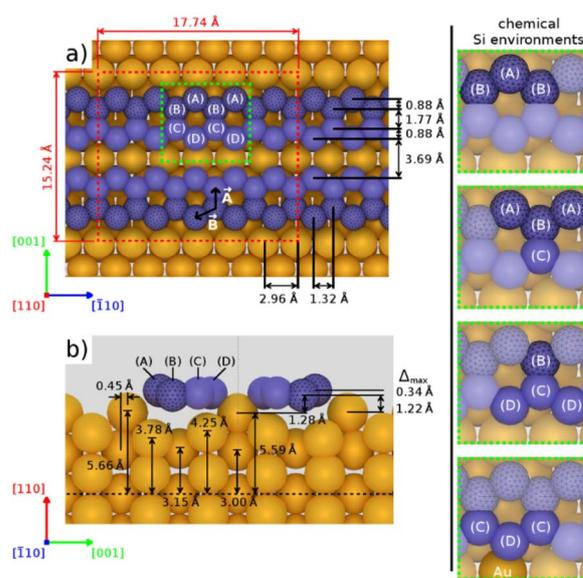 17.74 Å
a)
15.24 Å
(A) (A)
(B) (B)
(C) (C)
(D) (D)
0.88 Å
1.77 Å
0.88 Å
3.69 Å
A
B
2.96 Å
1.32 Å
[001]
[110]
[1̄10]
b)
(A) (B) (C) (D)
0.45 Å
3.78 Å
4.25 Å
5.66 Å
5.59 Å
3.15 Å
3.00 Å
1.28 Å
Δmax
0.34 Å
1.22 Å
[110]
[1̄10]
[001]
chemical
Si environments
(A)
(B) (B)
(A) (A)
(B)
(C)
(B)
(D) (C) (D)
(C) (C)
(D)
Au